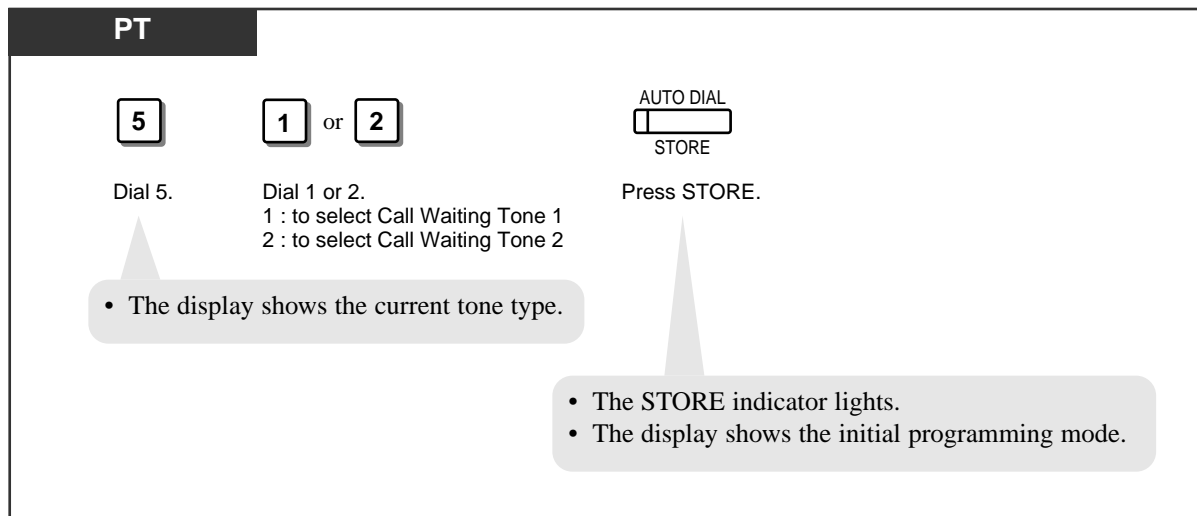 PT
5
1 or 2
AUTO DIAL
STORE
Dial 5.
Dial 1 or 2.
1 : to select Call Waiting Tone 1
2 : to select Call Waiting Tone 2
Press STORE.
• The display shows the current tone type.
• The STORE indicator lights.
• The display shows the initial programming mode.